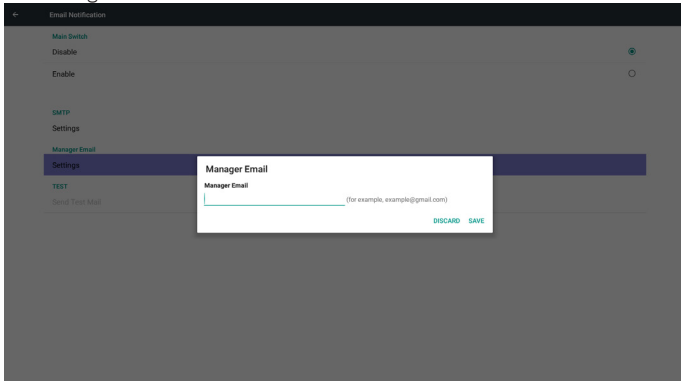 Email Notification
Main Switch
Disable
Enable
SMTP
Settings
Manager Email
Settings
TEST
Send Test Mail
Manager Email
Manager Email
(for example, example@gmail.com)
DISCARD SAVE